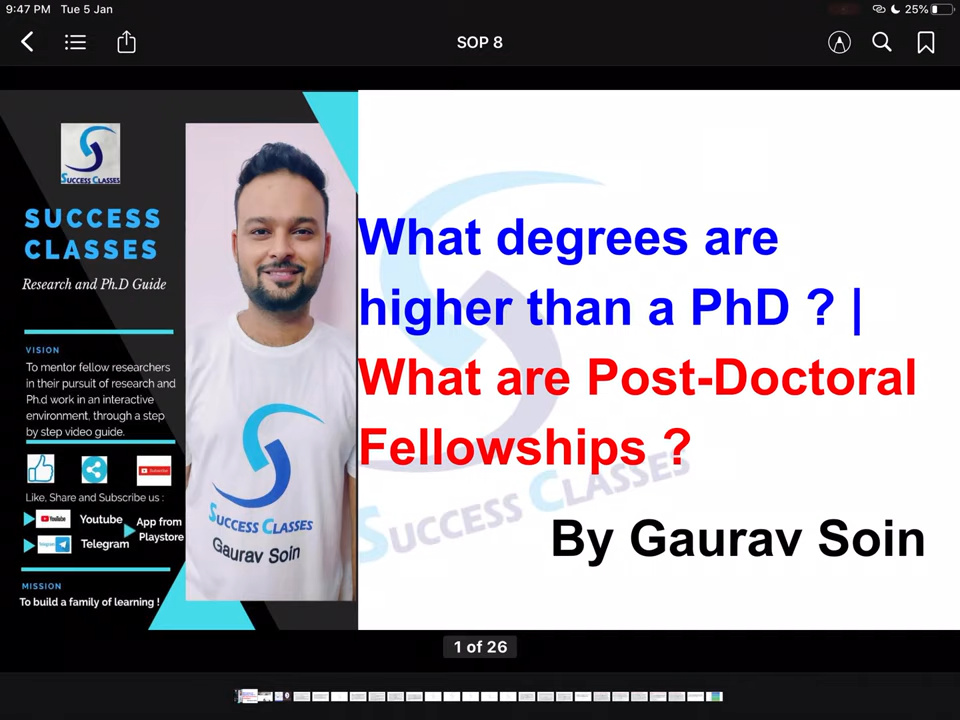 9:47 PM Tue 5 Jan
25%
SOP 8
SUCCESS CLASSES
SUCCESS
CLASSES
Research and Ph.D Guide
VISION
To mentor fellow researchers
in their pursuit of research and
Ph.d work in an interactive
environment, through a step
by step video guide.
Subscribe
Like, Share and Subscribe us :
YouTube
Youtube
App from
Playstore
Telegram
MISSION
To build a family of learning !
SUCCESS CLASSES
Gaurav Soin
What degrees are
higher than a PhD ? |
What are Post-Doctoral
Fellowships ?
SUCCESS CLASSES
By Gaurav Soin
1 of 26